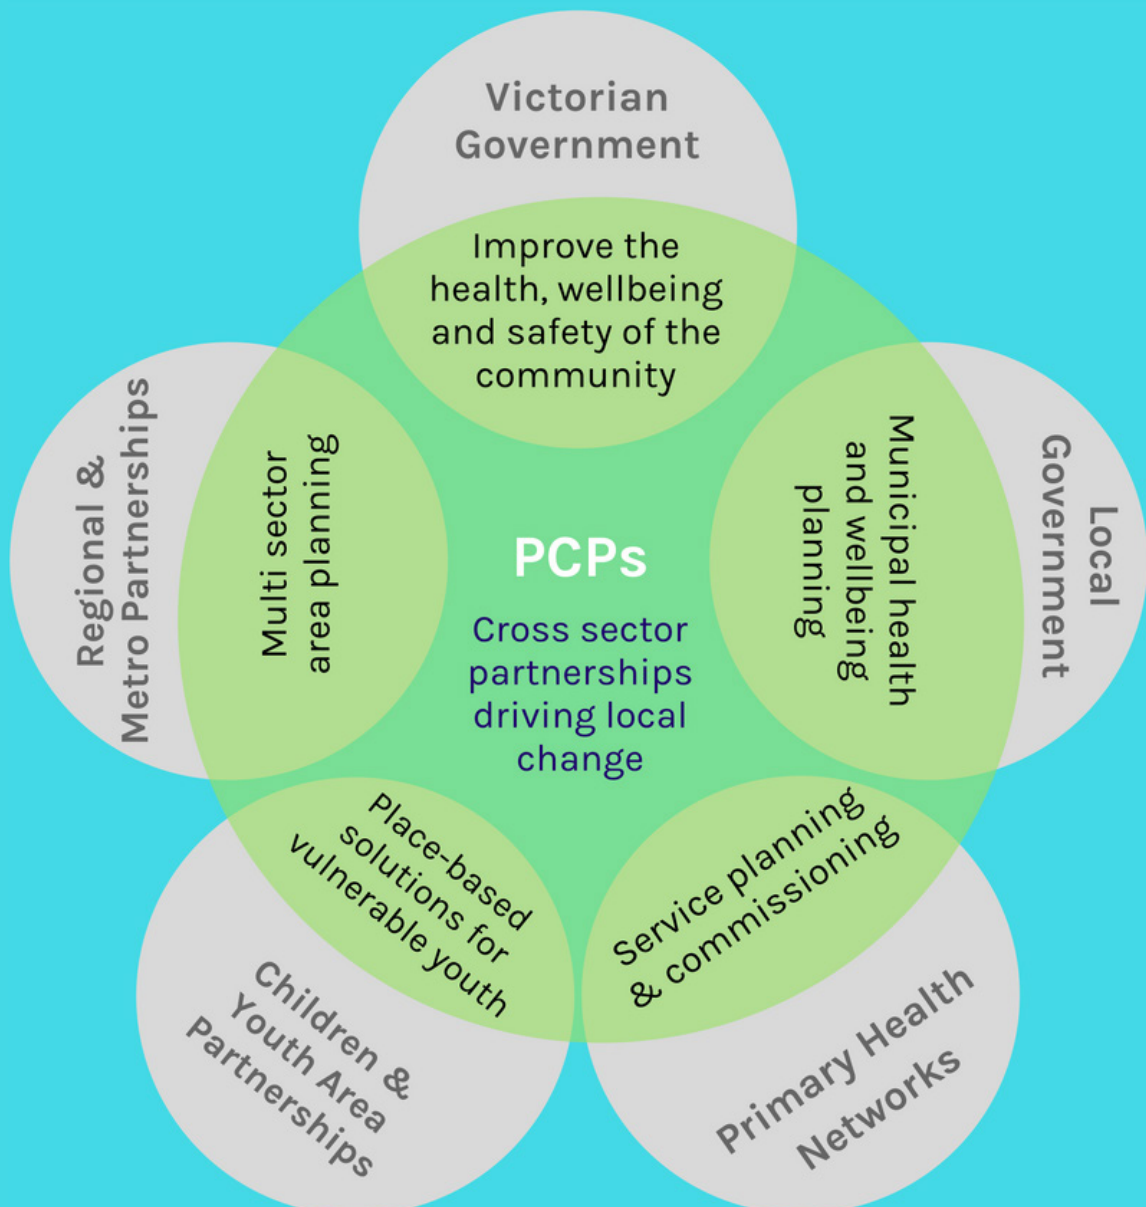 Victorian
Government
Improve the
health, wellbeing
and safety of the
community
Regional &
Metro Partnerships
Multi sector
area planning
PCPs
Cross sector
partnerships
driving local
change
Municipal health
and wellbeing
planning
Local
Government
Place-based
solutions for
vulnerable youth
Children &
Youth Area
Partnerships
Service planning
& commissioning
Primary Health
Networks